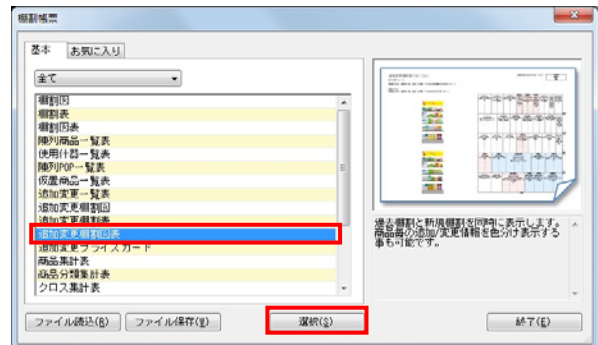 棚割帳票
基本 お気に入り
全て
棚割図
棚割表
棚割図表
陳列商品一覧表
使用什器一覧表
陳列POP一覧表
仮置商品一覧表
追加変更一覧表
追加変更棚割図
追加変更棚割表
追加変更棚割図表
追加変更プライスカード
商品集計表
商品分類集計表
クロス集計表
過去棚割と新規棚割を同時に表示します。
商品毎の追加/変更情報を色分け表示する
事も可能です。
ファイル読込(R) ファイル保存(W) 選択(S) 終了(E)